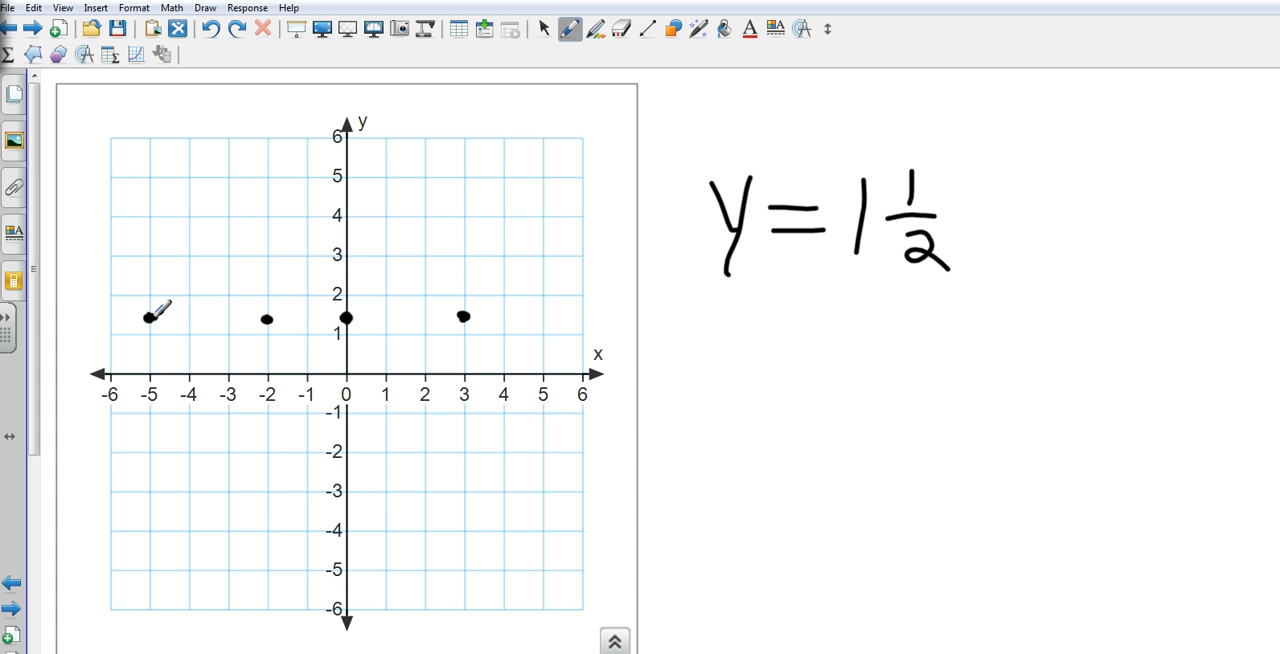 File Edit View Insert Format Math Draw Response Help
y
6
5
4
3
2
1
x
-6 -5 -4 -3 -2 -1 0 1 2 3 4 5 6
-1
-2
-3
-4
-5
-6
y = 1 1/2